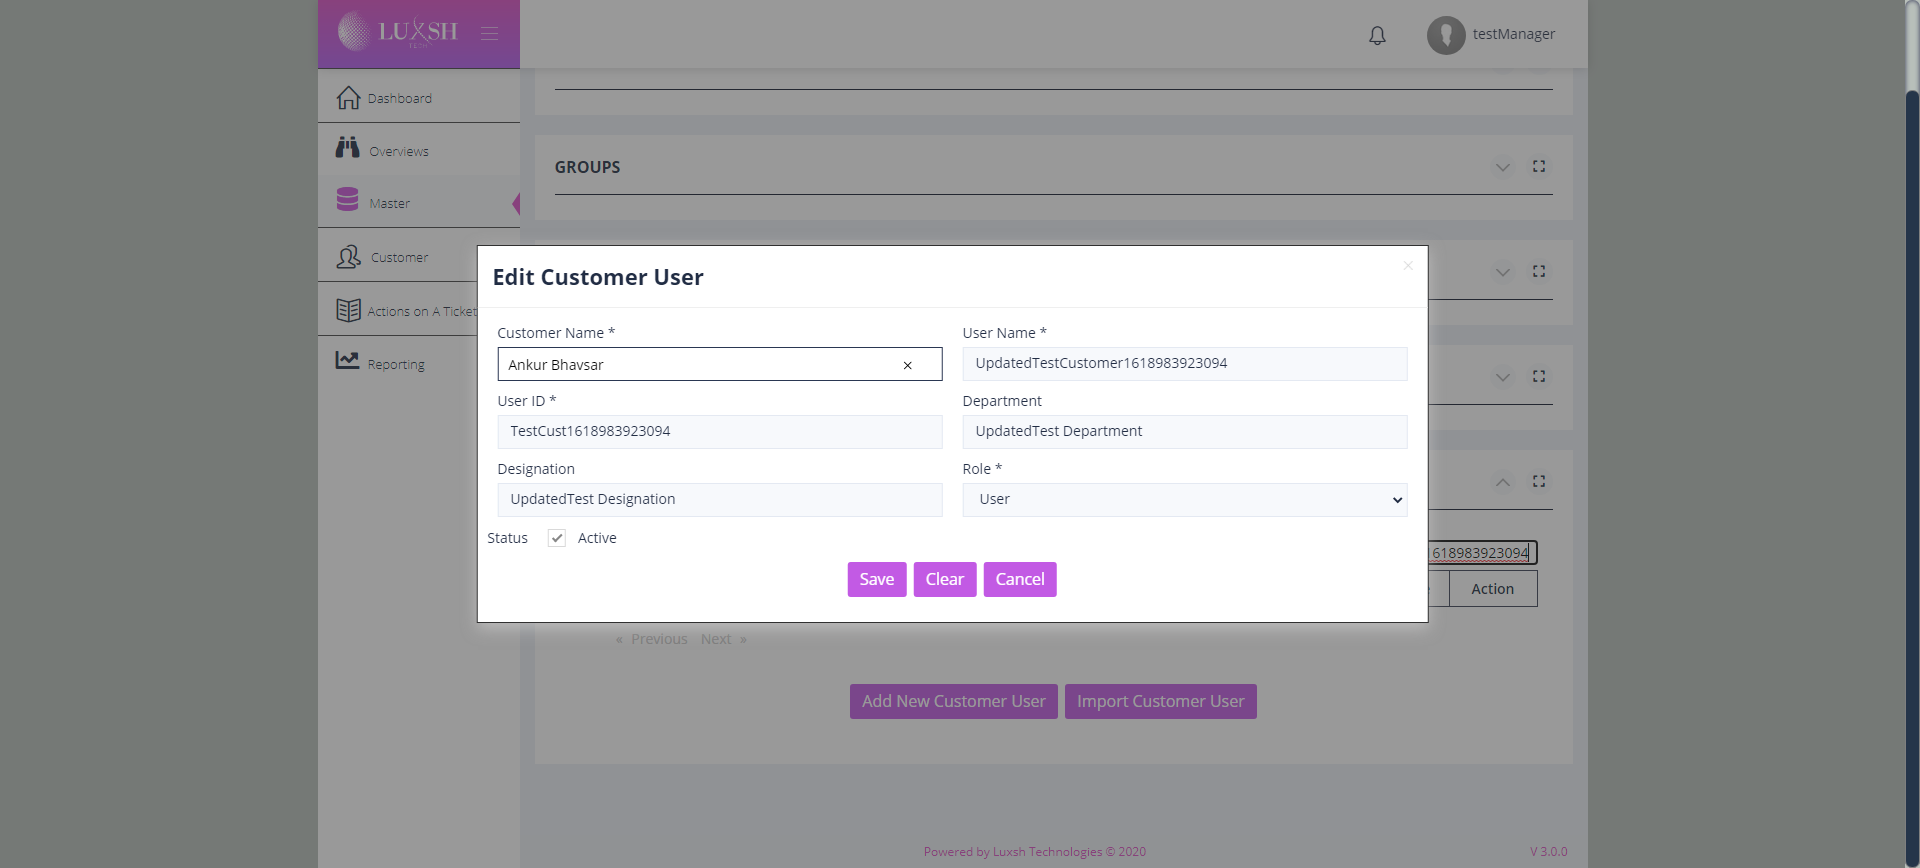 LUXSH
testManager
Dashboard
Overviews
Master
Customer
Actions on A Ticket
Reporting
GROUPS
Edit Customer User
×
Customer Name *
User Name *
Ankur Bhavsar ×
UpdatedTestCustomer1618983923094
User ID *
Department
TestCust1618983923094
UpdatedTest Department
Designation
Role *
UpdatedTest Designation
User
Status Active
Save Clear Cancel
618983923094
Action
« Previous Next »
Add New Customer User Import Customer User
Powered by Luxsh Technologies © 2020
V 3.0.0